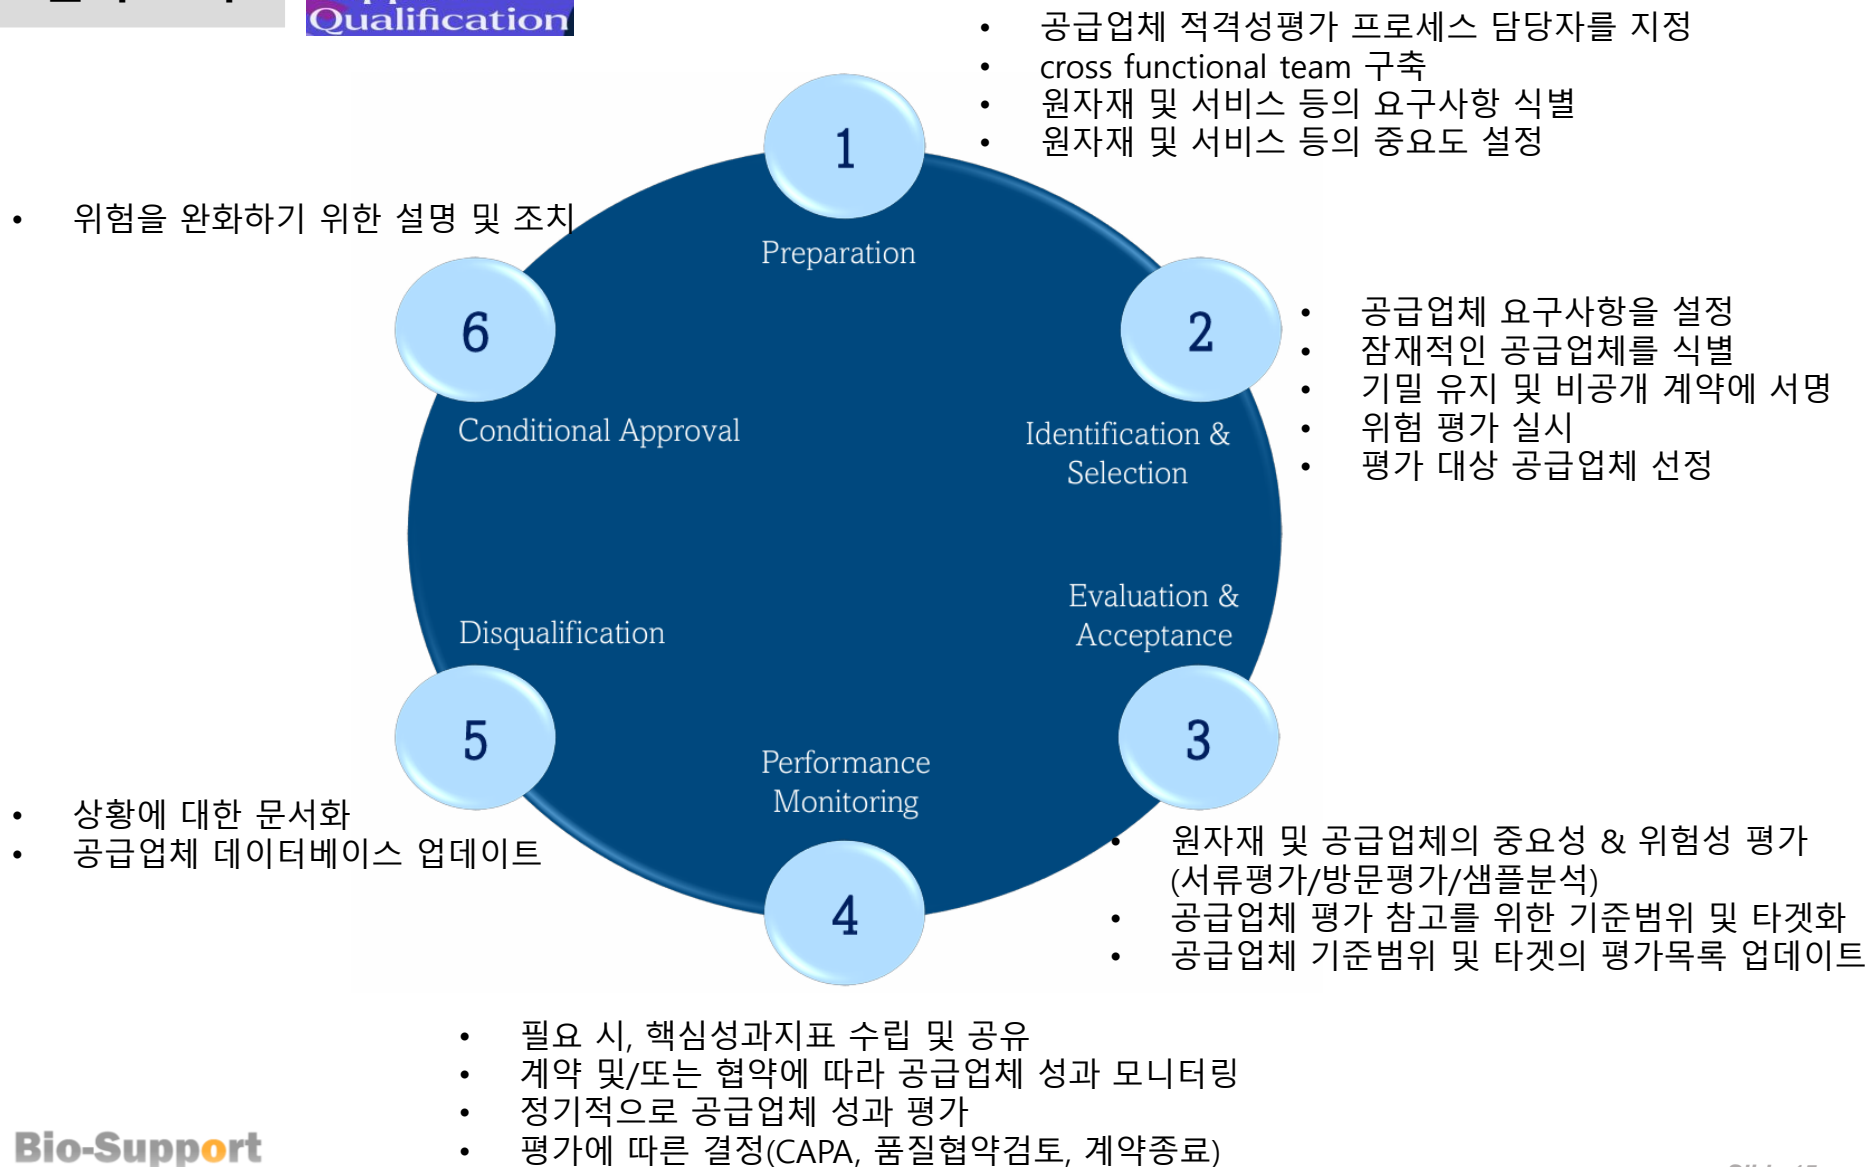 Qualification
• 공급업체 적격성평가 프로세스 담당자를 지정
• cross functional team 구축
• 원자재 및 서비스 등의 요구사항 식별
• 원자재 및 서비스 등의 중요도 설정
1
Preparation
2
Identification &
Selection
• 공급업체 요구사항을 설정
• 잠재적인 공급업체를 식별
• 기밀 유지 및 비공개 계약에 서명
• 위험 평가 실시
• 평가 대상 공급업체 선정
Evaluation &
Acceptance
3
• 원자재 및 공급업체의 중요성 & 위험성 평가
(서류평가/방문평가/샘플분석)
• 공급업체 평가 참고를 위한 기준범위 및 타겟화
• 공급업체 기준범위 및 타겟의 평가목록 업데이트
Performance
Monitoring
4
• 필요 시, 핵심성과지표 수립 및 공유
• 계약 및/또는 협약에 따라 공급업체 성과 모니터링
• 정기적으로 공급업체 성과 평가
• 평가에 따른 결정(CAPA, 품질협약검토, 계약종료)
Disqualification
5
• 상황에 대한 문서화
• 공급업체 데이터베이스 업데이트
• 위험을 완화하기 위한 설명 및 조치
6
Conditional Approval
Bio-Support